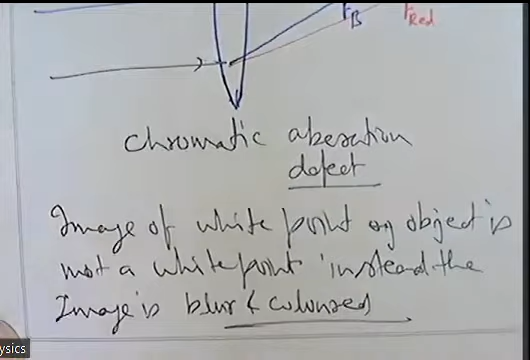 FB FRed
Chromatic aberration
defect
Image of white point on object is
not a white point instead the
Image is blur & coloured
ysics